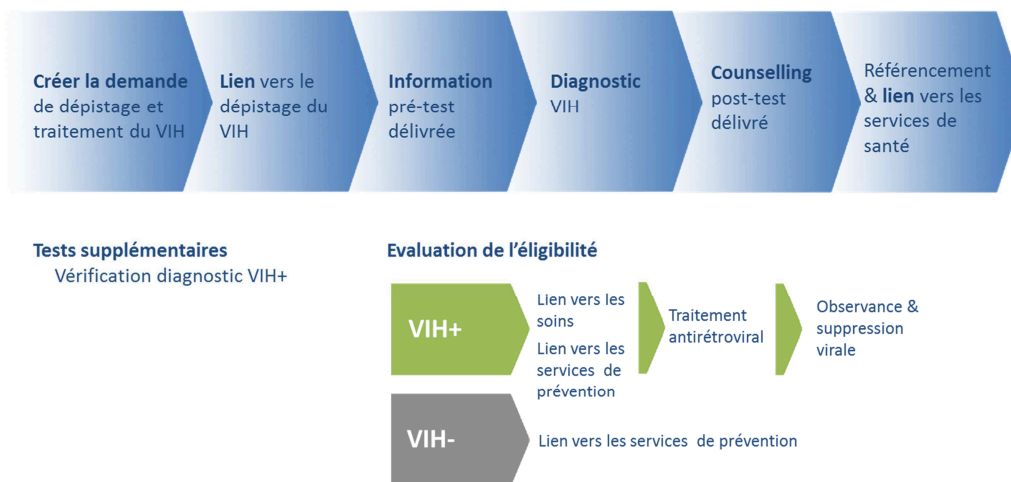 Créer la demande
de dépistage et
traitement du VIH
Lien vers le
dépistage du
VIH
Information
pré-test
délivrée
Diagnostic
VIH
Counselling
post-test
délivré
Référencement
& lien vers les
services de
santé
Tests supplémentaires
Vérification diagnostic VIH+
Evaluation de l’éligibilité
VIH+
Lien vers les
soins
Lien vers les
services de
prévention
Traitement
antirétroviral
Observance &
suppression
virale
VIH-
Lien vers les services de prévention